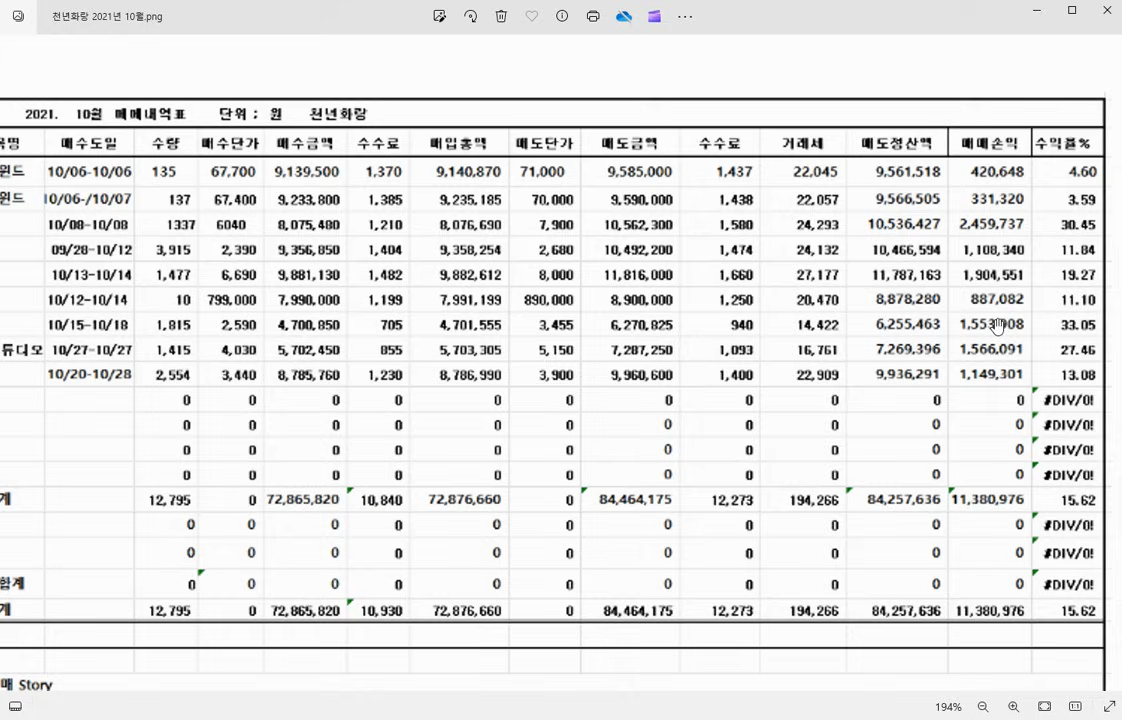 천년화랑 2021년 10월.png
2021. 10월 매매내역표 단위 ; 원 천년화랑
목명 매수도일 수량 매수단가 매수금액 수수료 매입총액 매도단가 매도금액 수수료 거래세 매도정산액 매매손익 수익률%
윈드 10/06-10/06 135 67,700 9,139,500 1,370 9,140,870 71,000 9,585,000 1,437 22,045 9,561,518 420,648 4.60
윈드 10/06-/10/07 137 67,400 9,233,800 1,385 9,235,185 70,000 9,590,000 1,438 22,057 9,566,505 331,320 3.59
10/08-10/08 1337 6040 8,075,480 1,210 8,076,690 7,900 10,562,300 1,580 24,293 10,536,427 2,459,737 30.45
09/28-10/12 3,915 2,390 9,356,850 1,404 9,358,254 2,680 10,492,200 1,474 24,132 10,466,594 1,108,340 11.84
10/13-10/14 1,477 6,690 9,881,130 1,482 9,882,612 8,000 11,816,000 1,660 27,177 11,787,163 1,904,551 19.27
10/12-10/14 10 799,000 7,990,000 1,199 7,991,199 890,000 8,900,000 1,250 20,470 8,878,280 887,082 11.10
10/15-10/18 1,815 2,590 4,700,850 705 4,701,555 3,455 6,270,825 940 14,422 6,255,463 33.05
튜디오 10/27-10/27 1,415 4,030 5,702,450 855 5,703,305 5,150 7,287,250 1,093 16,761 7,269,396 1,566,091 27.46
10/20-10/28 2,554 3,440 8,785,760 1,230 8,786,990 3,900 9,960,600 1,400 22,909 9,936,291 1,149,301 13.08
0 0 0 0 0 0 0 0 0 0 0 #DIV/0!
0 0 0 0 0 0 0 0 0 0 0 #DIV/0!
0 0 0 0 0 0 0 0 0 0 0 #DIV/0!
0 0 0 0 0 0 0 0 0 0 0 #DIV/0!
계 12,795 0 72,865,820 10,840 72,876,660 0 84,464,175 12,273 194,266 84,257,636 11,380,976 15.62
0 0 0 0 0 0 0 0 0 0 0 #DIV/0!
0 0 0 0 0 0 0 0 0 0 0 #DIV/0!
합계 0 0 0 0 0 0 0 0 0 0 0 #DIV/0!
계 12,795 0 72,865,820 10,930 72,876,660 0 84,464,175 12,273 194,266 84,257,636 11,380,976 15.62
매 Story
194%